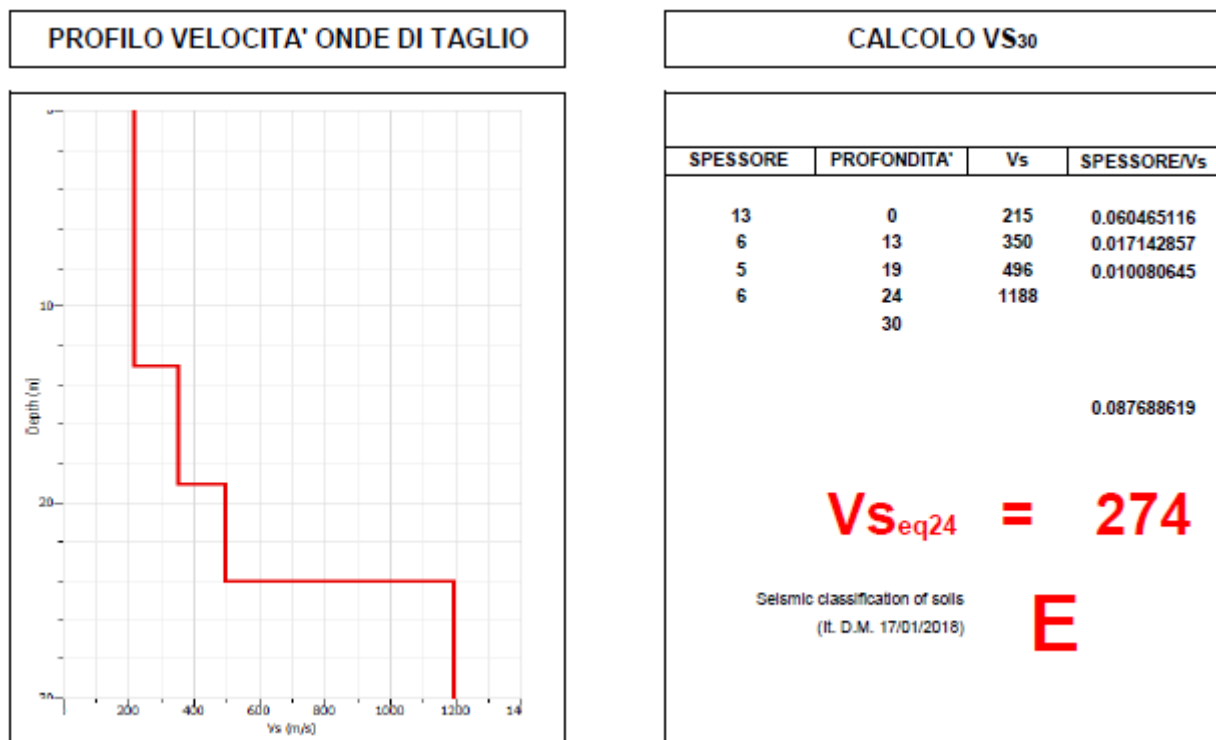 PROFILO VELOCITA' ONDE DI TAGLIO
10
20
Depth (m)
200 400 600 800 1000 1200 14
Vs (m/s)
CALCOLO VS30
SPESSORE PROFONDITA' Vs SPESSORE/Vs
13 0 215 0.060465116
6 13 350 0.017142857
5 19 496 0.010080645
6 24 1188
30
0.087688619
Vseq24 = 274
Seismic classification of soils
(It. D.M. 17/01/2018)
E